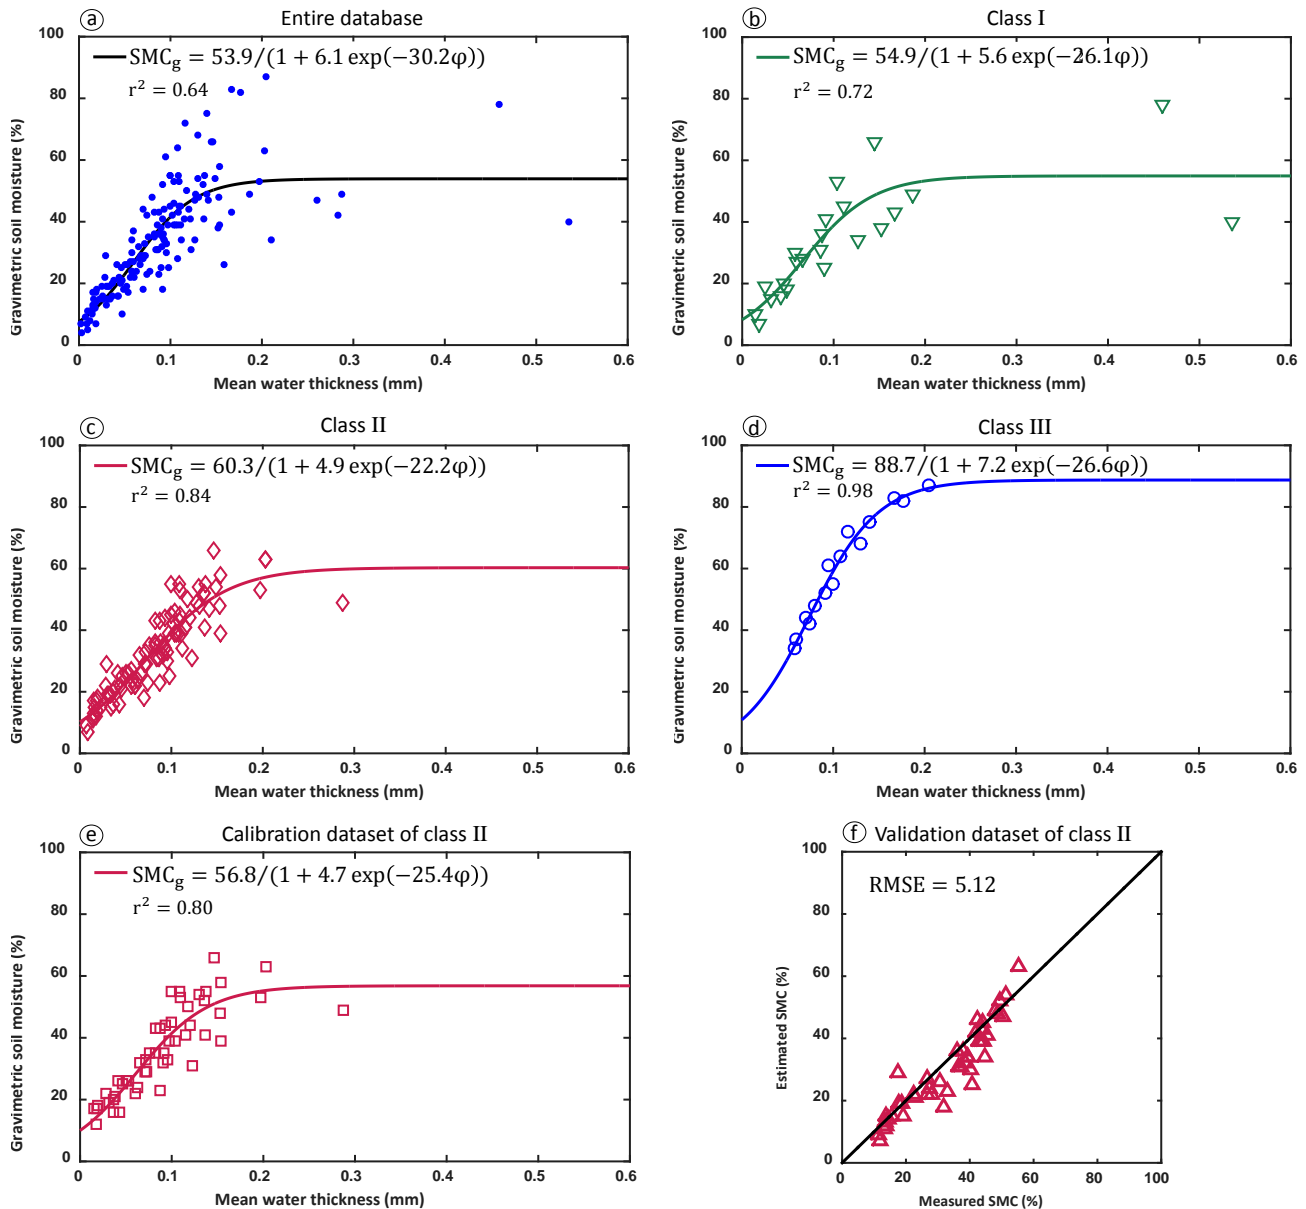 ⓐ Entire database
SMC_g = 53.9/(1 + 6.1 exp(−30.2φ))
r² = 0.64
Gravimetric soil moisture (%)
100
80
60
40
20
0
0 0.1 0.2 0.3 0.4 0.5 0.6
Mean water thickness (mm)
ⓑ Class I
SMC_g = 54.9/(1 + 5.6 exp(−26.1φ))
r² = 0.72
Gravimetric soil moisture (%)
100
80
60
40
20
0
0 0.1 0.2 0.3 0.4 0.5 0.6
Mean water thickness (mm)
ⓒ Class II
SMC_g = 60.3/(1 + 4.9 exp(−22.2φ))
r² = 0.84
Gravimetric soil moisture (%)
100
80
60
40
20
0
0 0.1 0.2 0.3 0.4 0.5 0.6
Mean water thickness (mm)
ⓓ Class III
SMC_g = 88.7/(1 + 7.2 exp(−26.6φ))
r² = 0.98
Gravimetric soil moisture (%)
100
80
60
40
20
0
0 0.1 0.2 0.3 0.4 0.5 0.6
Mean water thickness (mm)
ⓔ Calibration dataset of class II
SMC_g = 56.8/(1 + 4.7 exp(−25.4φ))
r² = 0.80
Gravimetric soil moisture (%)
100
80
60
40
20
0
0 0.1 0.2 0.3 0.4 0.5 0.6
Mean water thickness (mm)
ⓕ Validation dataset of class II
RMSE = 5.12
Estimated SMC (%)
100
80
60
40
20
0
0 20 40 60 80 100
Measured SMC (%)